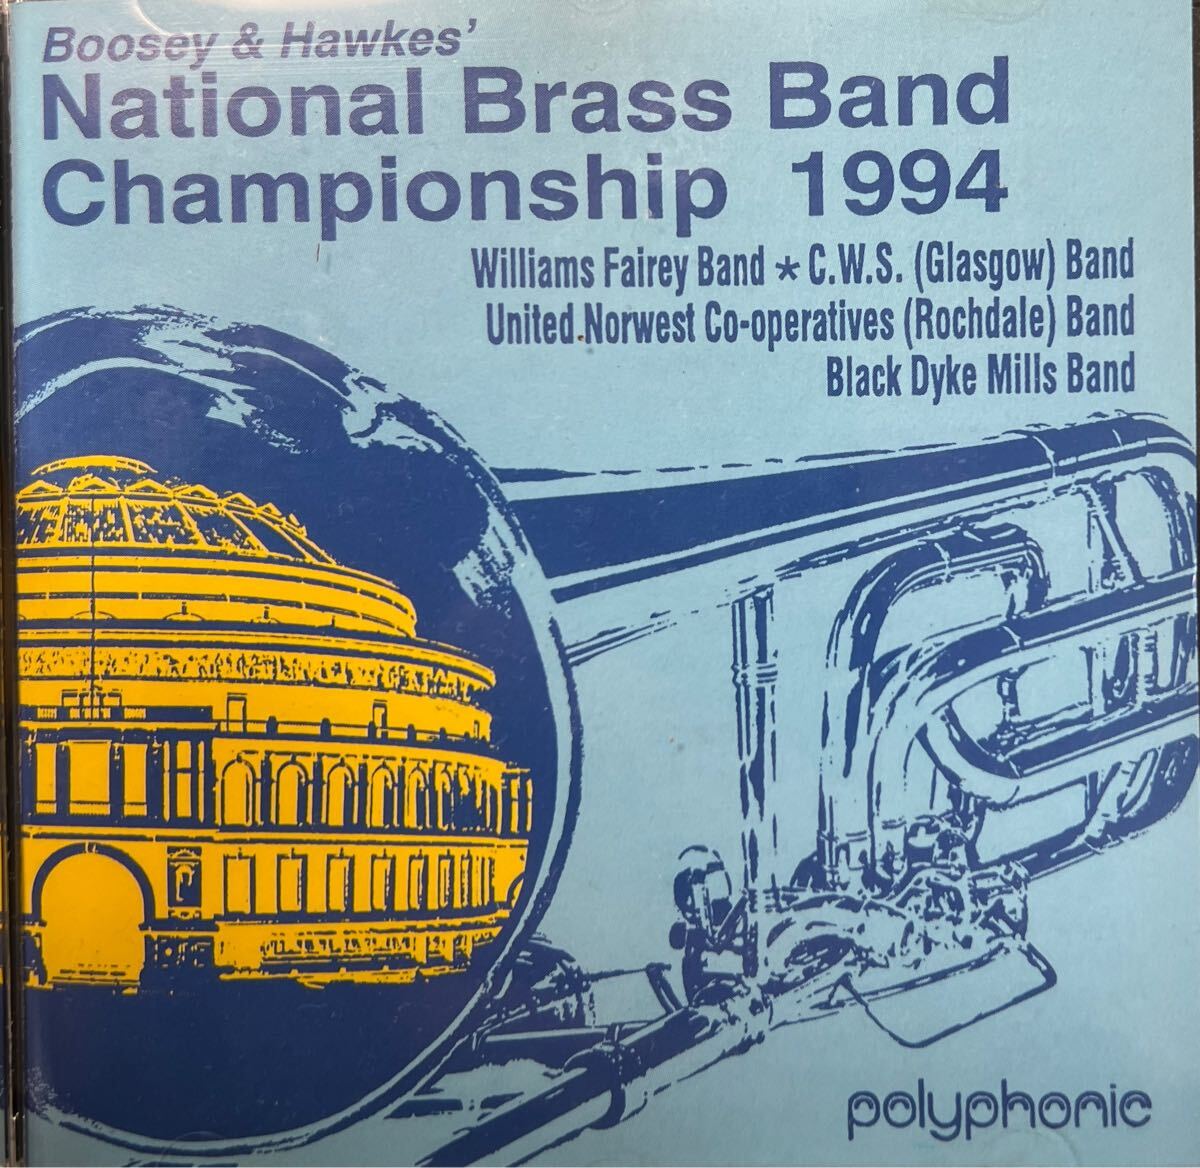 Boosey & Hawkes'
National Brass Band
Championship 1994
Williams Fairey Band * C.W.S. (Glasgow) Band
United Norwest Co-operatives (Rochdale) Band
Black Dyke Mills Band
polyphonic